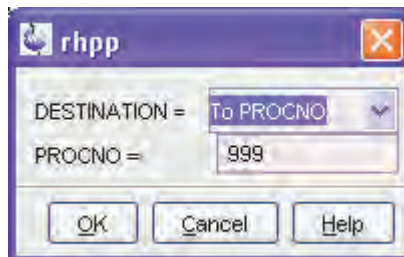 rhpp
DESTINATION = To PROCNO
PROCNO = 999
OK Cancel Help